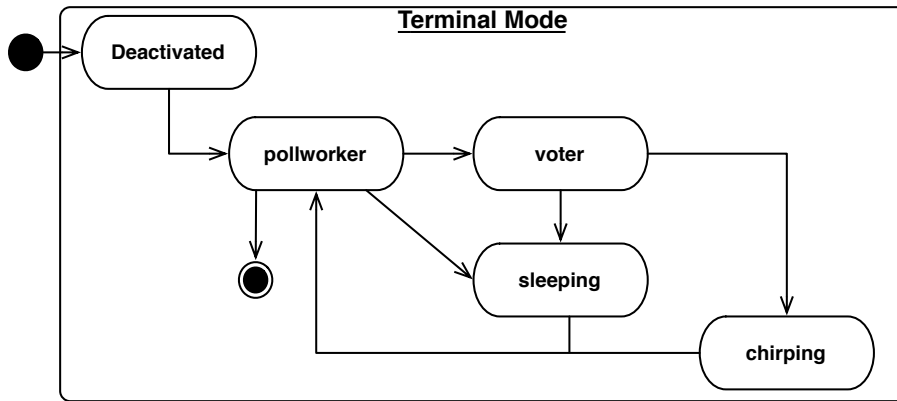 Terminal Mode
Deactivated
pollworker
voter
sleeping
chirping